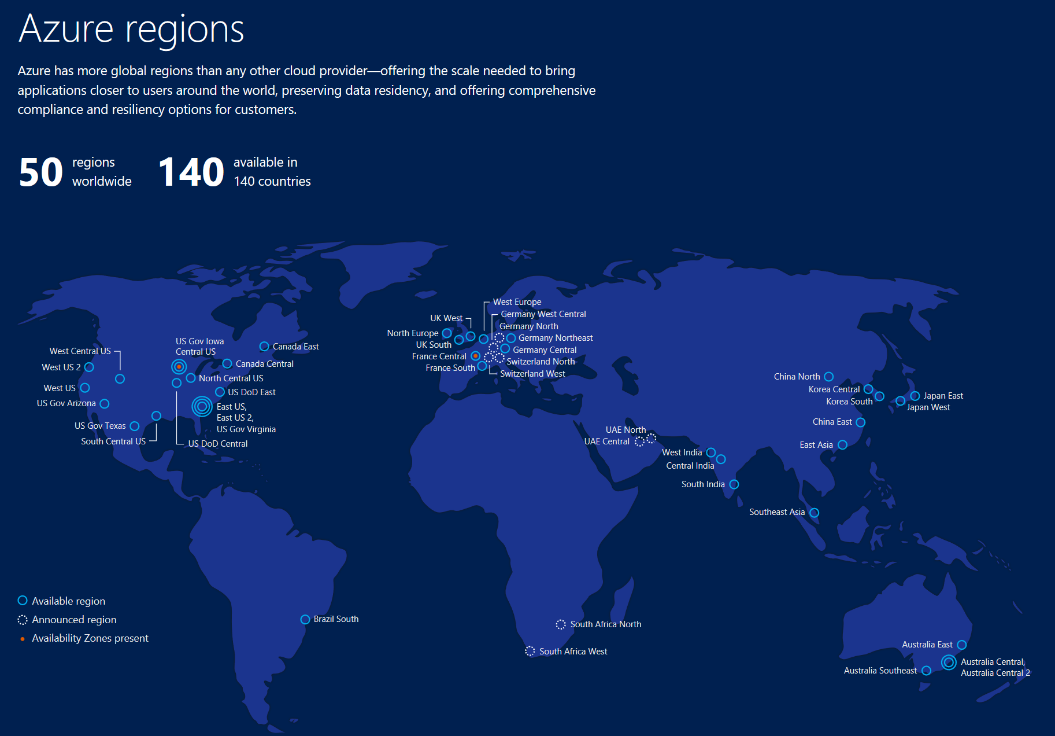 Azure regions
Azure has more global regions than any other cloud provider—offering the scale needed to bring
applications closer to users around the world, preserving data residency, and offering comprehensive
compliance and resiliency options for customers.
50 regions
worldwide
140 available in
140 countries
West Central US
West US 2
West US
US Gov Arizona
US Gov Texas
South Central US
US Gov Iowa
Central US
Canada East
Canada Central
North Central US
US DoD East
East US,
East US 2,
US Gov Virginia
US DoD Central
Brazil South
West Europe
UK West
Germany West Central
Germany North
North Europe
Germany Northeast
UK South
Germany Central
France Central
Switzerland North
France South
Switzerland West
UAE North
UAE Central
West India
Central India
South India
China North
Korea Central
Korea South
Japan East
Japan West
China East
East Asia
Southeast Asia
South Africa North
South Africa West
Australia East
Australia Central,
Australia Central 2
Australia Southeast
Available region
Announced region
Availability Zones present